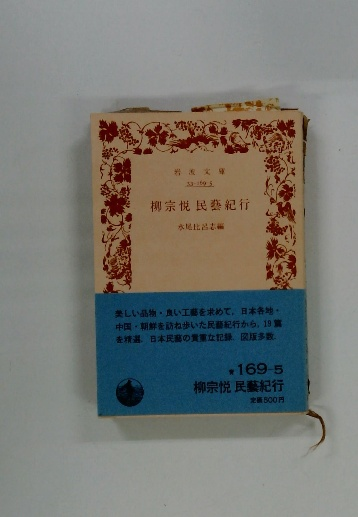 岩波文庫
33-169-5
柳宗悦 民藝紀行
水尾比呂志編
美しい品物・良い工藝を求めて、日本各地・
中国・朝鮮を訪ね歩いた民藝紀行から、19篇
を精選。日本民藝の貴重な記録。図版多数。
★169-5
柳宗悦 民藝紀行
定価500円